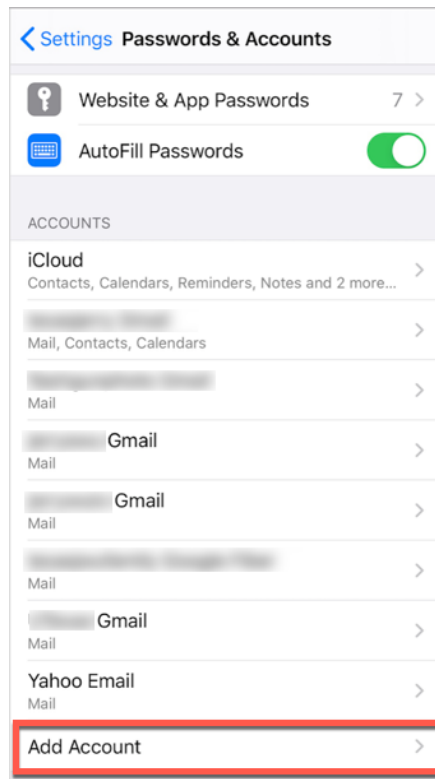 Settings Passwords & Accounts
Website & App Passwords 7
AutoFill Passwords
ACCOUNTS
iCloud
Contacts, Calendars, Reminders, Notes and 2 more...
Mail, Contacts, Calendars
Mail
Gmail
Mail
Gmail
Mail
Mail
Gmail
Mail
Yahoo Email
Mail
Add Account